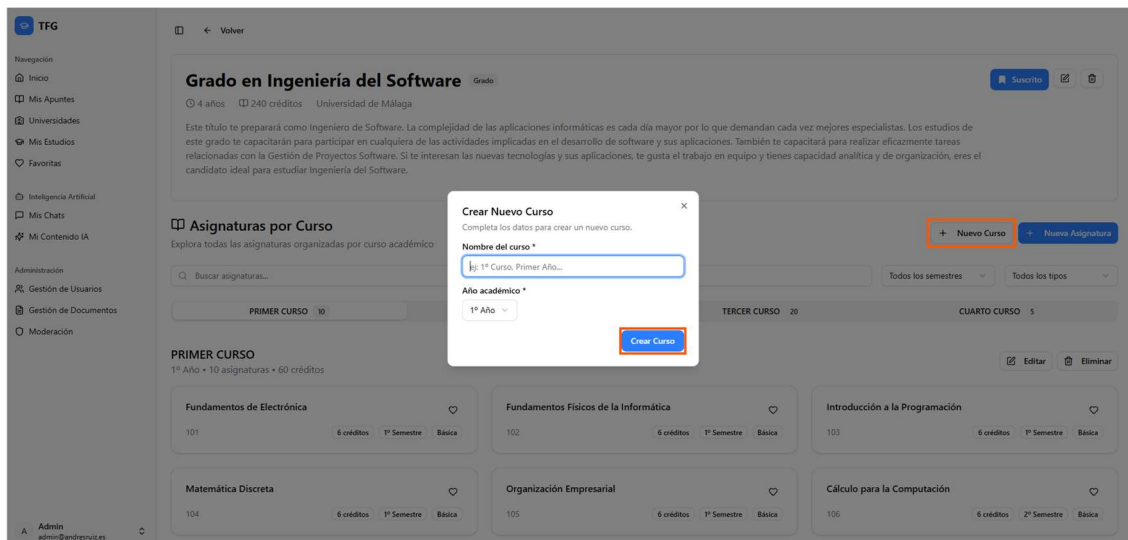 TFG
Volver
Navegación
Inicio
Mis Apuntes
Universidades
Mis Estudios
Favoritas
Inteligencia Artificial
Mis Chats
Mi Contenido IA
Administración
Gestión de Usuarios
Gestión de Documentos
Moderación
A Admin
admin@andresruiz.es
Grado en Ingeniería del Software Grado
Suscrito
4 años 240 créditos Universidad de Málaga
Este título te preparará como Ingeniero de Software. La complejidad de las aplicaciones informáticas es cada día mayor por lo que demandan cada vez mejores especialistas. Los estudios de
este grado te capacitarán para participar en cualquiera de las actividades implicadas en el desarrollo de software y sus aplicaciones. También te capacitará para realizar eficazmente tareas
relacionadas con la Gestión de Proyectos Software. Si te interesan las nuevas tecnologías y sus aplicaciones, te gusta el trabajo en equipo y tienes capacidad analítica y de organización, eres el
candidato ideal para estudiar Ingeniería del Software.
Asignaturas por Curso
Explora todas las asignaturas organizadas por curso académico
+ Nuevo Curso + Nueva Asignatura
Buscar asignaturas...
Todos los semestres Todos los tipos
PRIMER CURSO 10 TERCER CURSO 20 CUARTO CURSO 5
Crear Nuevo Curso
Completa los datos para crear un nuevo curso.
Nombre del curso *
ej: 1º Curso, Primer Año...
Año académico *
1º Año
Crear Curso
PRIMER CURSO
1º Año • 10 asignaturas • 60 créditos
Editar Eliminar
Fundamentos de Electrónica
101 6 créditos 1º Semestre Básica
Fundamentos Físicos de la Informática
102 6 créditos 1º Semestre Básica
Introducción a la Programación
103 6 créditos 1º Semestre Básica
Matemática Discreta
104 6 créditos 1º Semestre Básica
Organización Empresarial
105 6 créditos 1º Semestre Básica
Cálculo para la Computación
106 6 créditos 2º Semestre Básica